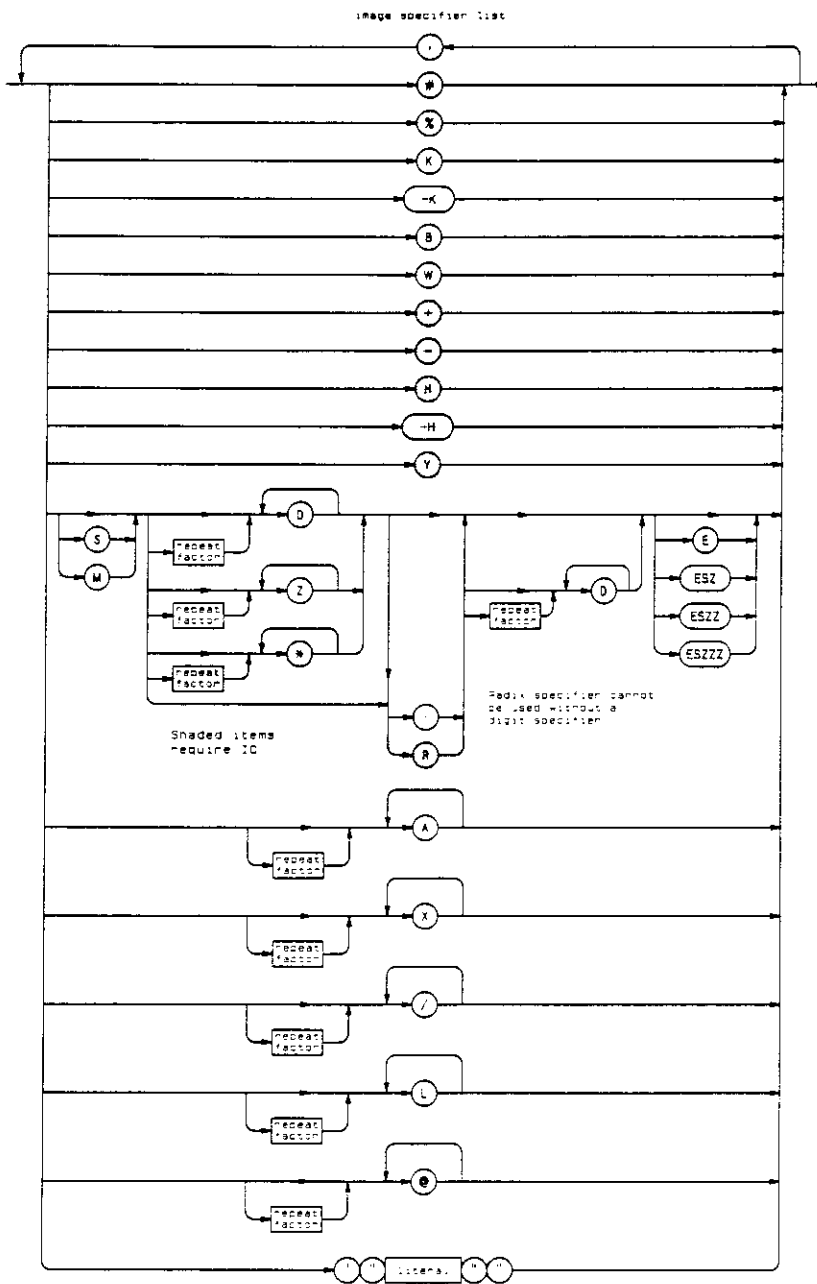 image specifier list
,
#
%
K
-K
B
W
+
-
H
-H
Y
D
S
E
repeat factor
M
Z
D
ESZ
repeat factor
repeat factor
ESZZ
*
ESZZZ
repeat factor
Radix specifier cannot
be used without a
digit specifier
.
Shaded items
require IO
R
A
repeat factor
X
repeat factor
/
repeat factor
L
repeat factor
@
repeat factor
" " literal " "